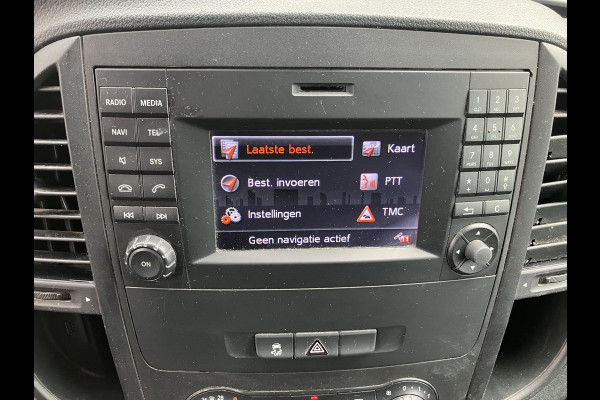 RADIO MEDIA
NAVI TEL
SYS
ON
Laatste best. Kaart
Best. invoeren PTT
Instellingen TMC
Geen navigatie actief
1 2 3
4 5 6
7 8 9
0
C